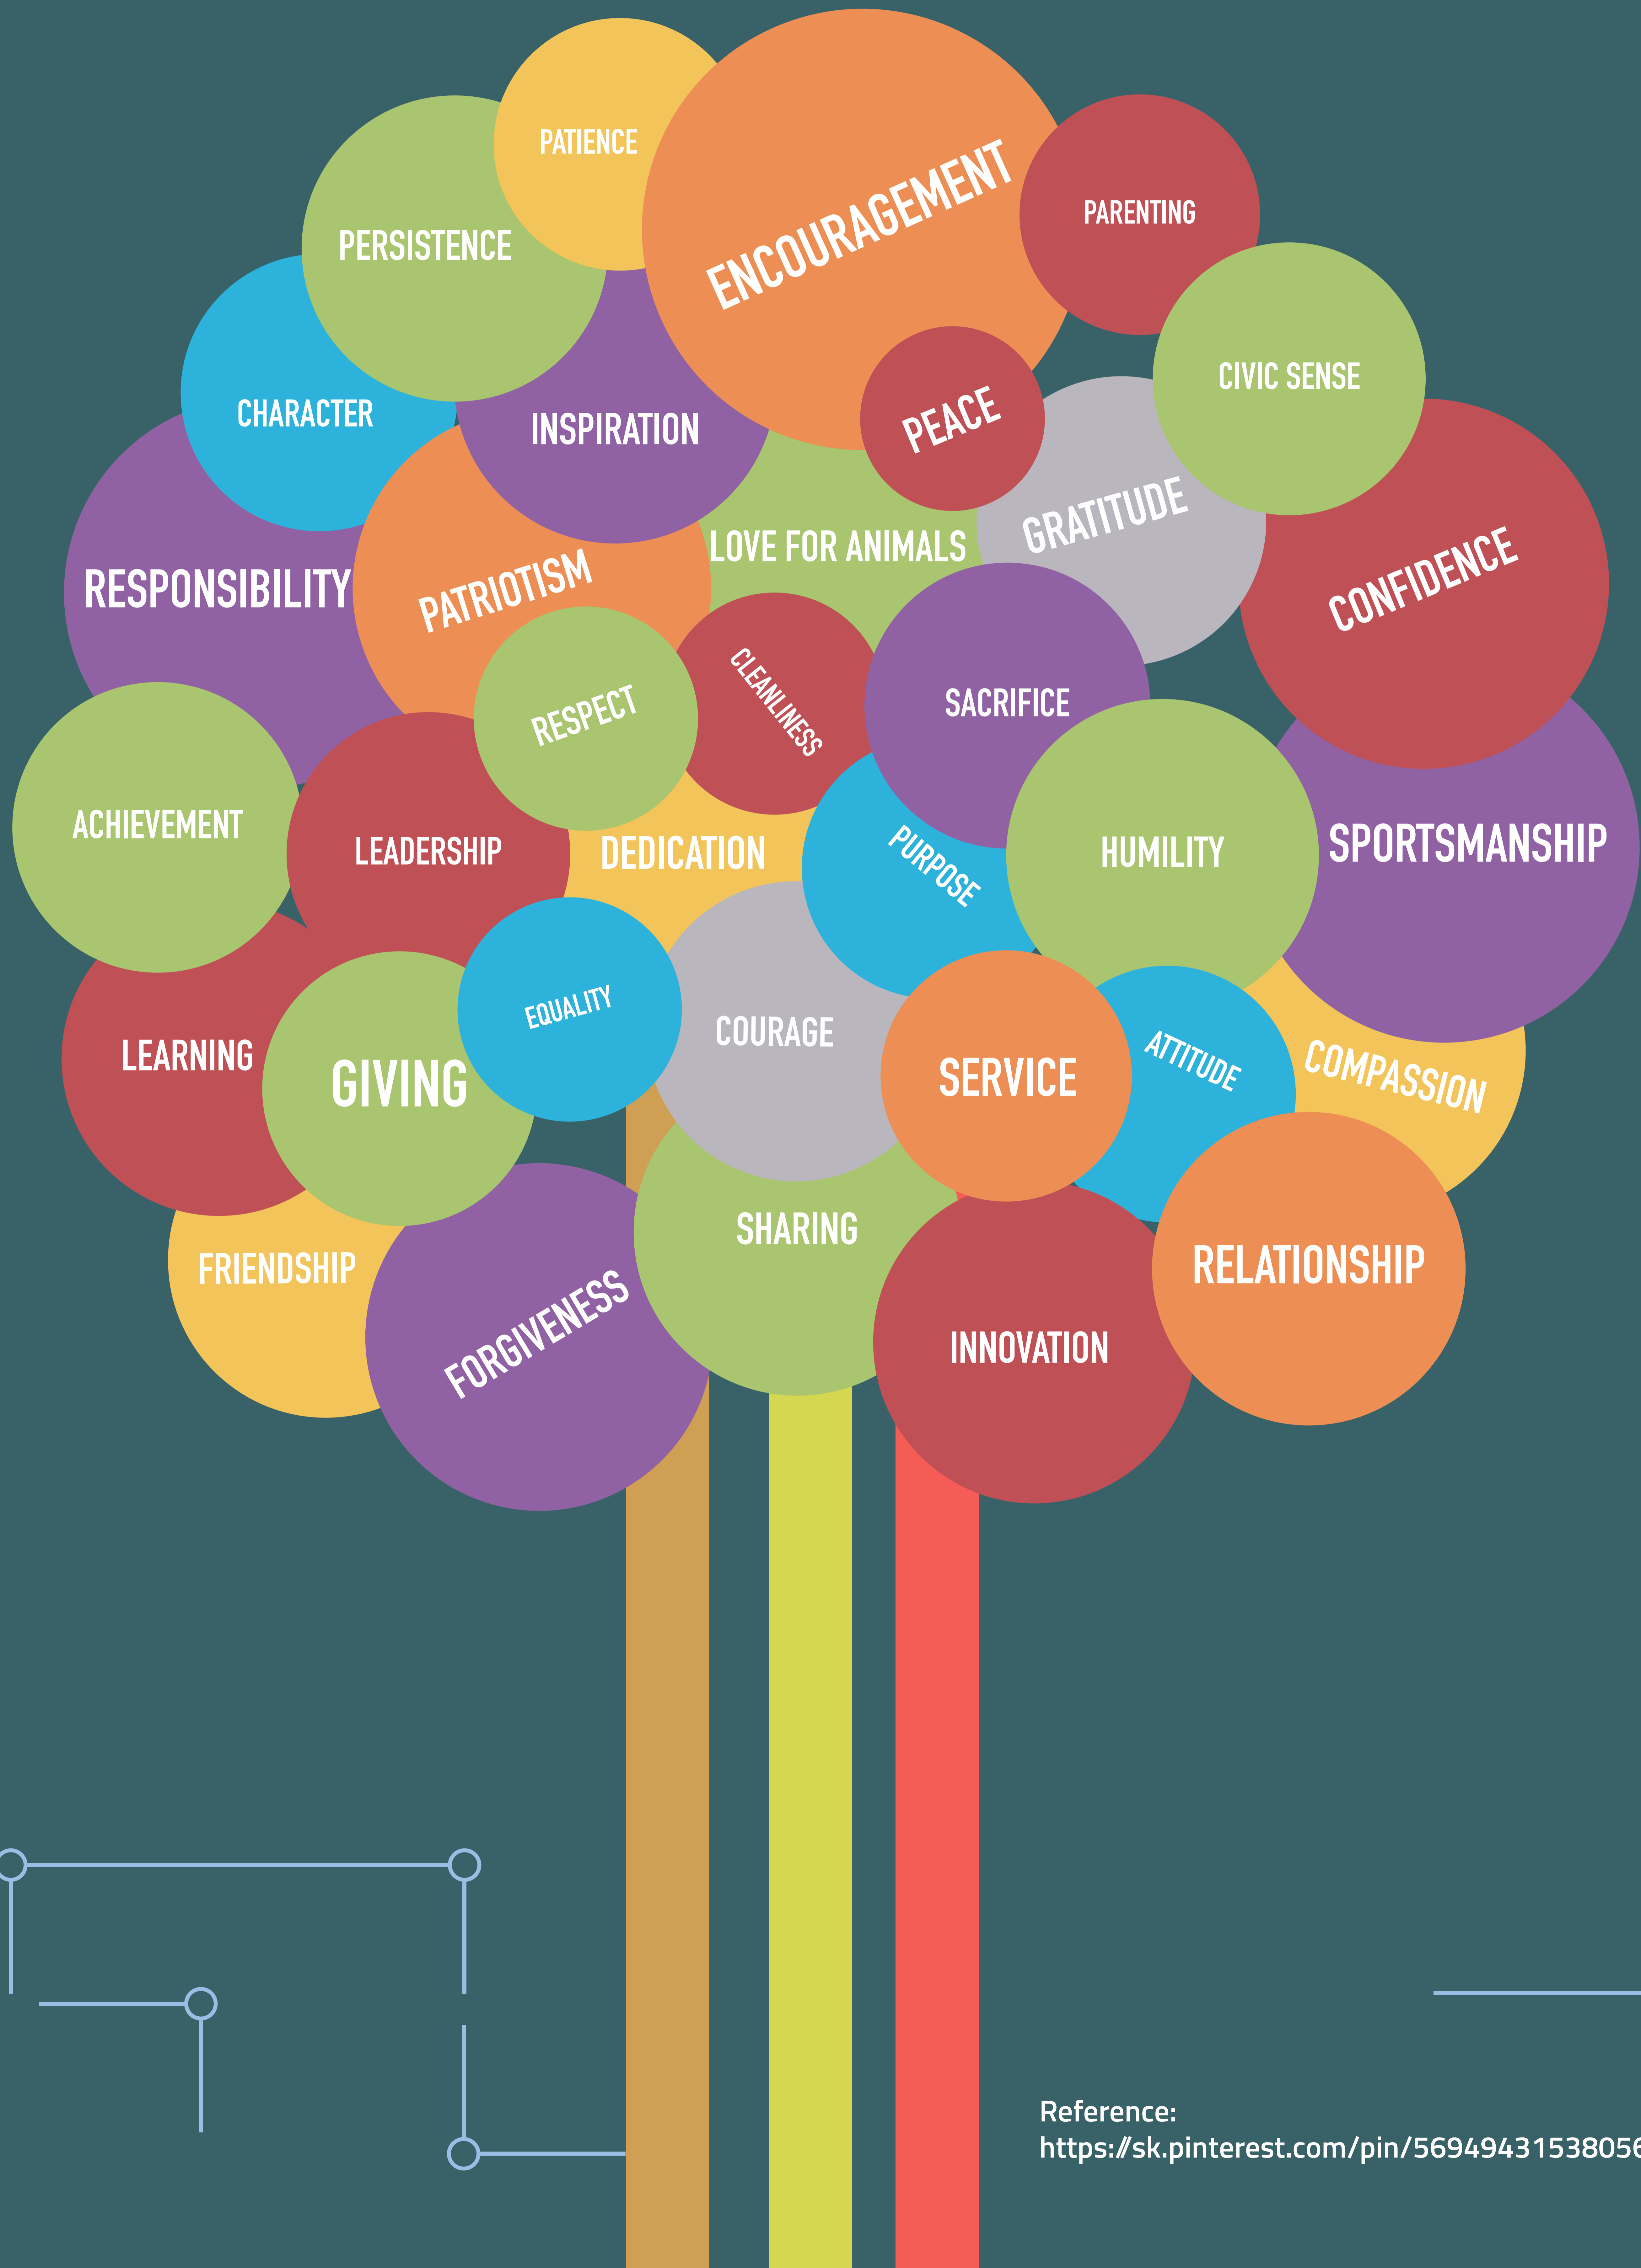 PATIENCE
ENCOURAGEMENT
PARENTING
PERSISTENCE
CIVIC SENSE
CHARACTER
INSPIRATION
PEACE
GRATITUDE
LOVE FOR ANIMALS
RESPONSIBILITY
PATRIOTISM
CONFIDENCE
RESPECT
CLEANLINESS
SACRIFICE
ACHIEVEMENT
LEADERSHIP
DEDICATION
PURPOSE
HUMILITY
SPORTSMANSHIP
LEARNING
GIVING
EQUALITY
COURAGE
SERVICE
ATTITUDE
COMPASSION
FRIENDSHIP
FORGIVENESS
SHARING
INNOVATION
RELATIONSHIP
Reference:
https://sk.pinterest.com/pin/56949431538056